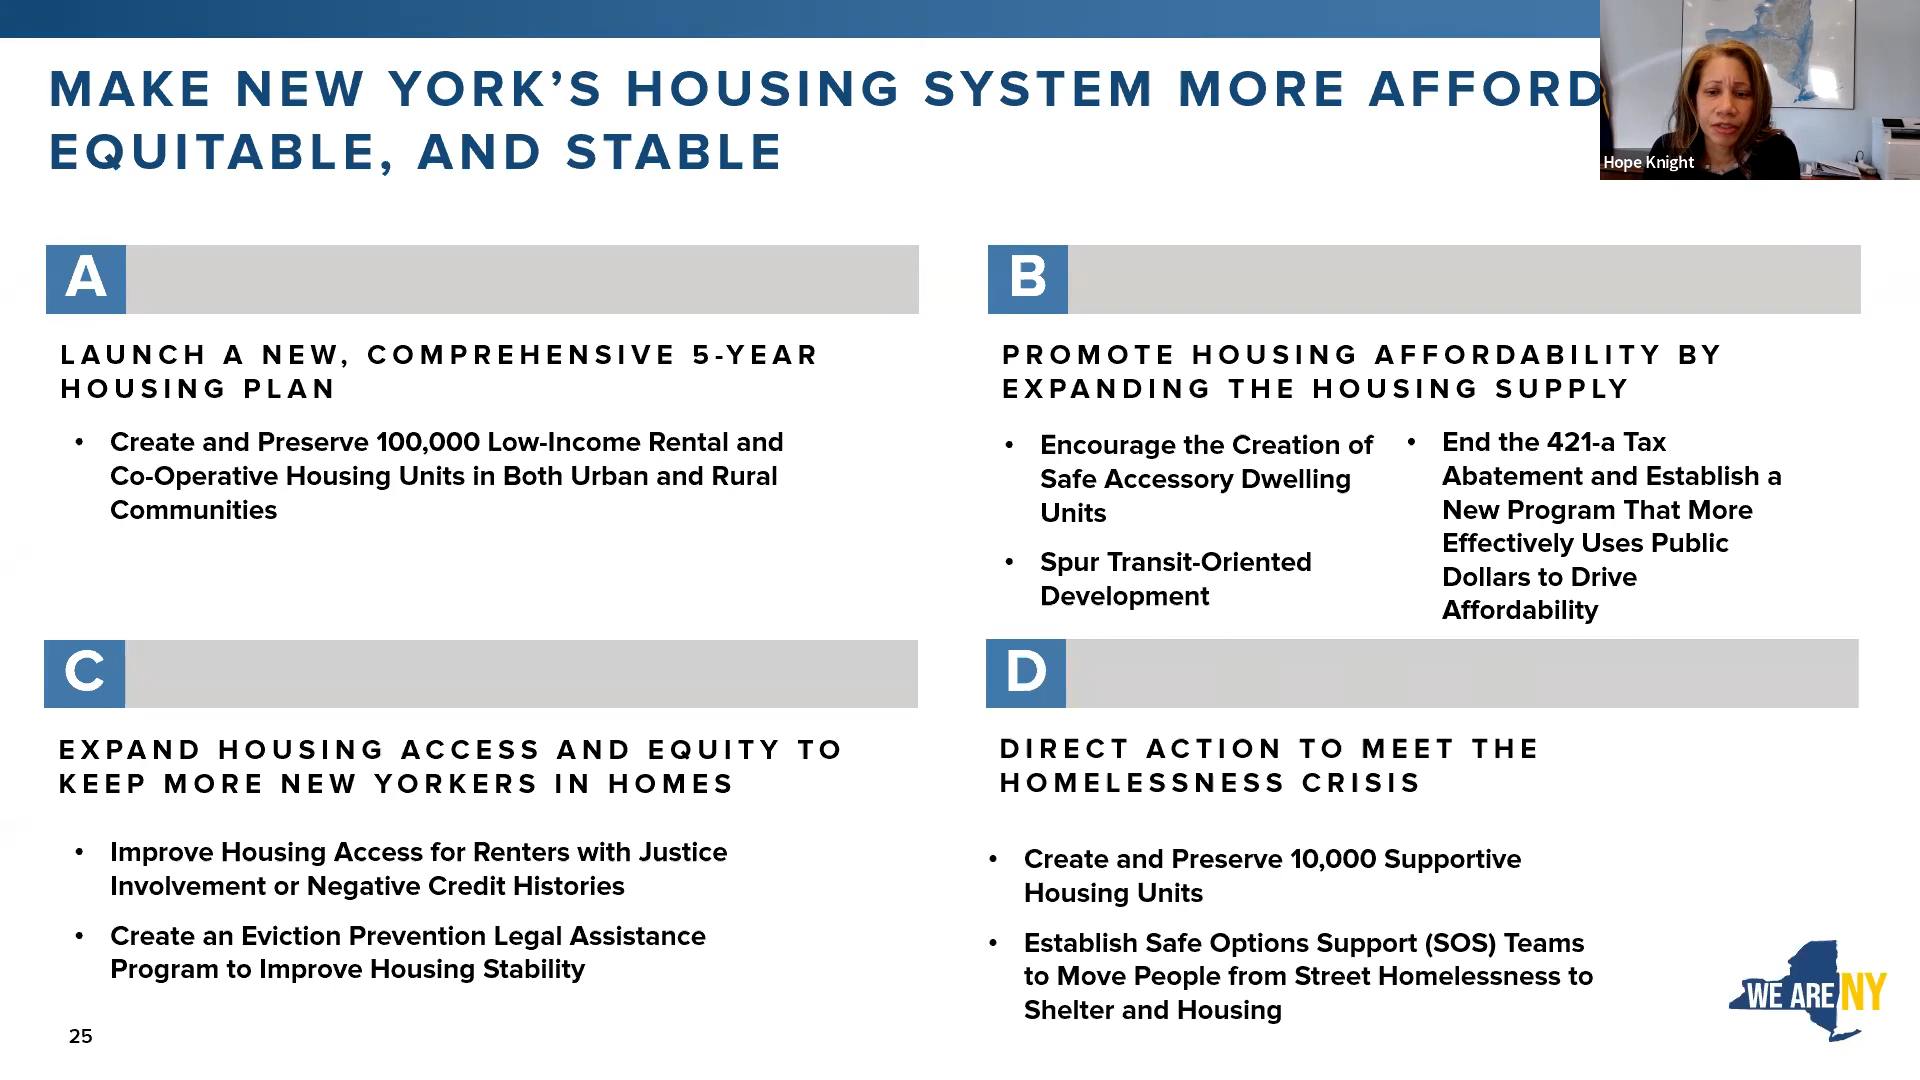 MAKE NEW YORK’S HOUSING SYSTEM MORE AFFORD
EQUITABLE, AND STABLE
Hope Knight
A
LAUNCH A NEW, COMPREHENSIVE 5-YEAR
HOUSING PLAN
• Create and Preserve 100,000 Low-Income Rental and
Co-Operative Housing Units in Both Urban and Rural
Communities
B
PROMOTE HOUSING AFFORDABILITY BY
EXPANDING THE HOUSING SUPPLY
• Encourage the Creation of
Safe Accessory Dwelling
Units
• Spur Transit-Oriented
Development
• End the 421-a Tax
Abatement and Establish a
New Program That More
Effectively Uses Public
Dollars to Drive
Affordability
C
EXPAND HOUSING ACCESS AND EQUITY TO
KEEP MORE NEW YORKERS IN HOMES
• Improve Housing Access for Renters with Justice
Involvement or Negative Credit Histories
• Create an Eviction Prevention Legal Assistance
Program to Improve Housing Stability
D
DIRECT ACTION TO MEET THE
HOMELESSNESS CRISIS
• Create and Preserve 10,000 Supportive
Housing Units
• Establish Safe Options Support (SOS) Teams
to Move People from Street Homelessness to
Shelter and Housing
WE ARE NY
25